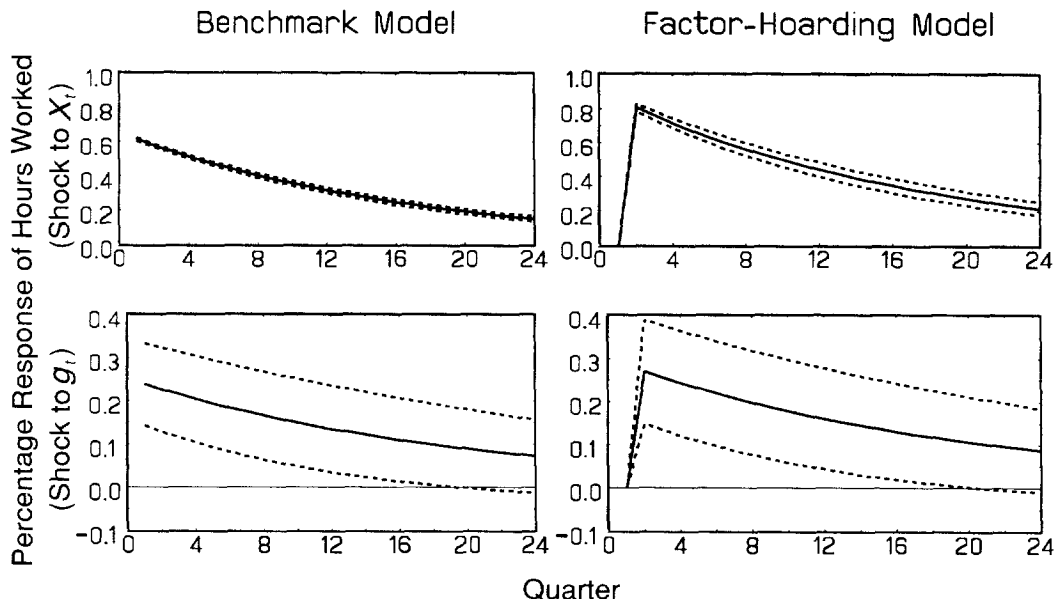 Benchmark Model
Factor-Hoarding Model
Percentage Response of Hours Worked
(Shock to X_t)
1.0
0.8
0.6
0.4
0.2
0.0
0 4 8 12 16 20 24
1.0
0.8
0.6
0.4
0.2
0.0
0 4 8 12 16 20 24
(Shock to g_t)
0.4
0.3
0.2
0.1
0.0
-0.1
0 4 8 12 16 20 24
0.4
0.3
0.2
0.1
0.0
-0.1
0 4 8 12 16 20 24
Quarter